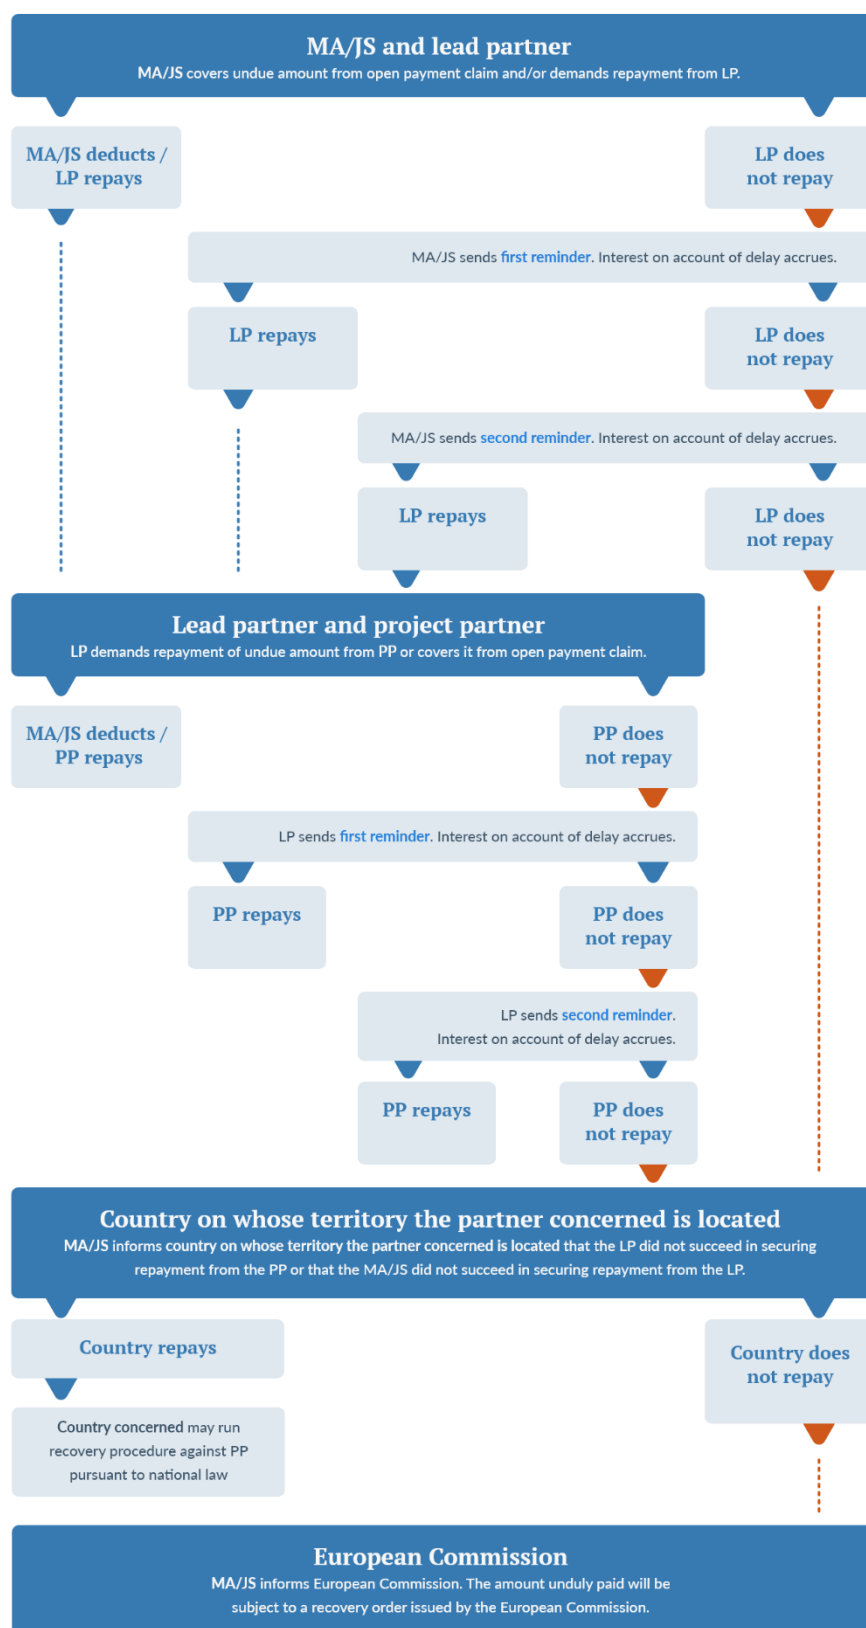 MA/JS and lead partner
MA/JS covers undue amount from open payment claim and/or demands repayment from LP.
MA/JS deducts /
LP repays
LP does
not repay
MA/JS sends first reminder. Interest on account of delay accrues.
LP repays
LP does
not repay
MA/JS sends second reminder. Interest on account of delay accrues.
LP repays
LP does
not repay
Lead partner and project partner
LP demands repayment of undue amount from PP or covers it from open payment claim.
MA/JS deducts /
PP repays
PP does
not repay
LP sends first reminder. Interest on account of delay accrues.
PP repays
PP does
not repay
LP sends second reminder.
Interest on account of delay accrues.
PP repays
PP does
not repay
Country on whose territory the partner concerned is located
MA/JS informs country on whose territory the partner concerned is located that the LP did not succeed in securing
repayment from the PP or that the MA/JS did not succeed in securing repayment from the LP.
Country repays
Country does
not repay
Country concerned may run
recovery procedure against PP
pursuant to national law
European Commission
MA/JS informs European Commission. The amount unduly paid will be
subject to a recovery order issued by the European Commission.